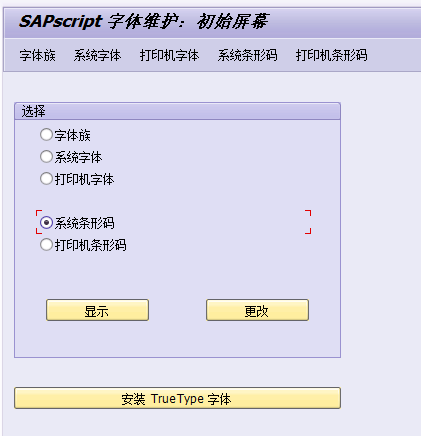 SAPscript 字体维护：初始屏幕
字体族 系统字体 打印机字体 系统条形码 打印机条形码
选择
字体族
系统字体
打印机字体
系统条形码
打印机条形码
显示 更改
安装 TrueType 字体